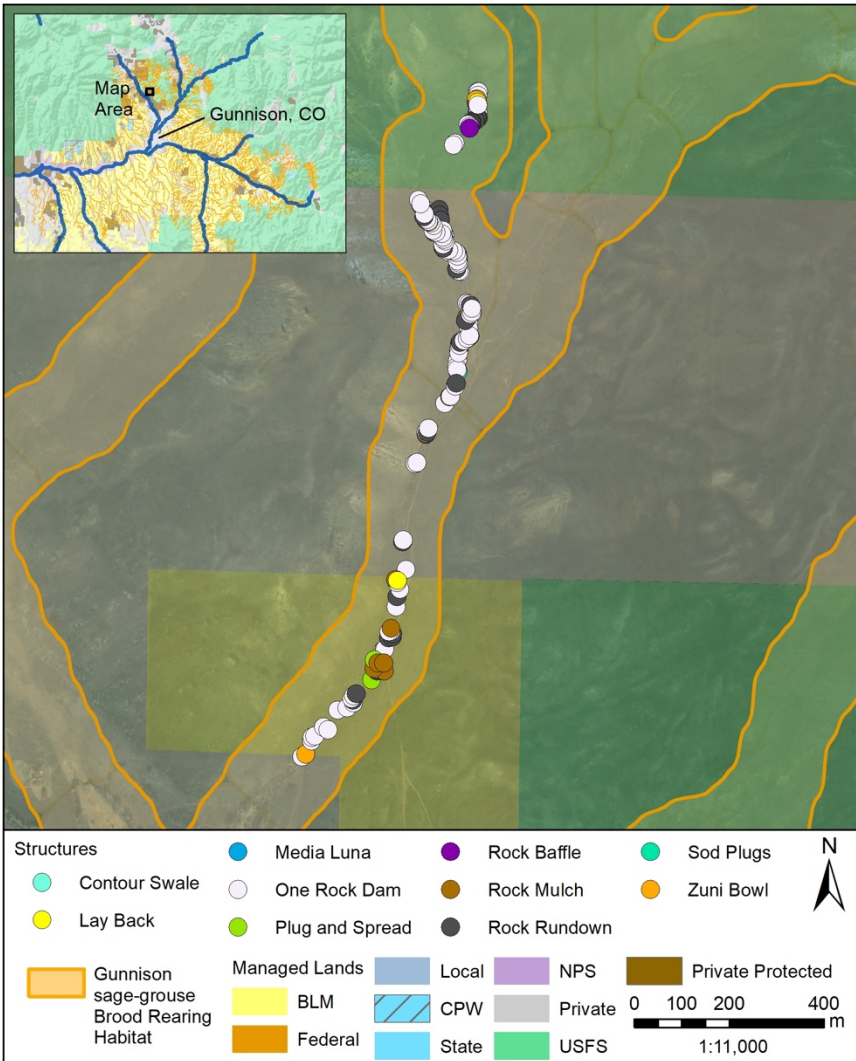 Map
Area
Gunnison, CO
Structures
Contour Swale
Lay Back
Media Luna
One Rock Dam
Plug and Spread
Rock Baffle
Rock Mulch
Rock Rundown
Sod Plugs
Zuni Bowl
N
Gunnison
sage-grouse
Brood Rearing
Habitat
Managed Lands
BLM
Federal
Local
CPW
State
NPS
Private
USFS
Private Protected
0 100 200 400
m
1:11,000